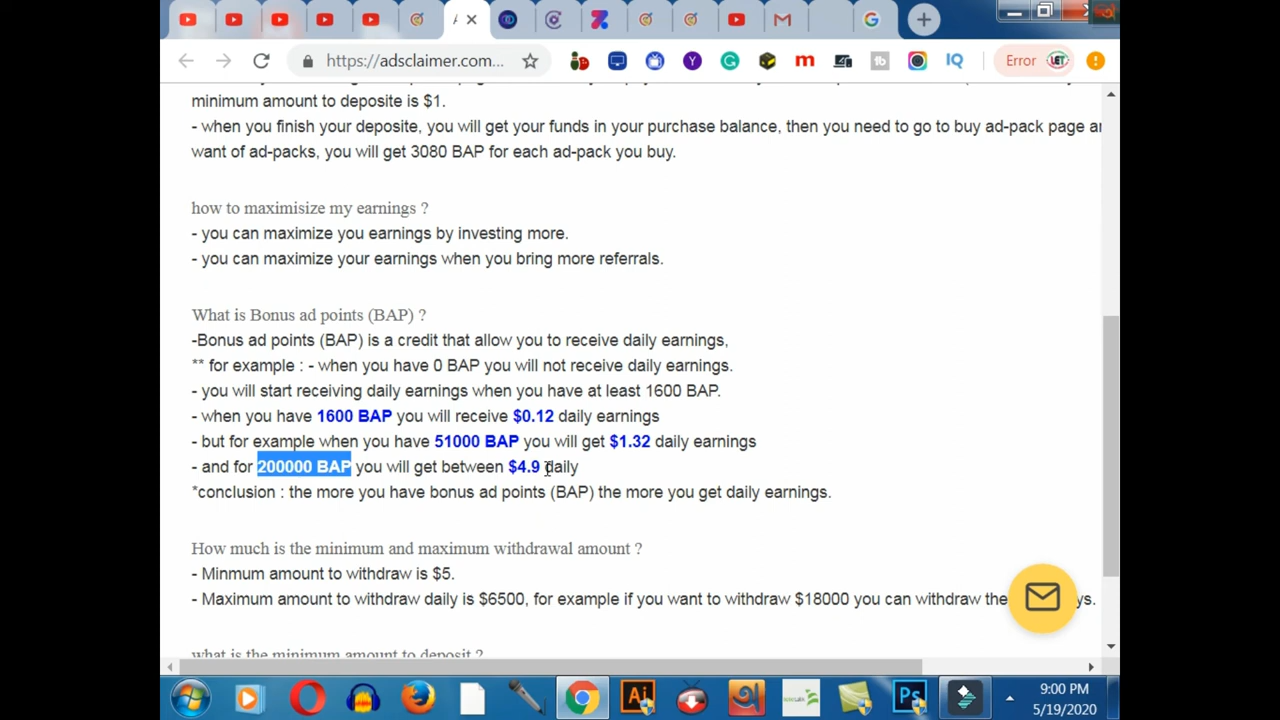 https://adsclaimer.com...
Error
minimum amount to deposite is $1.
- when you finish your deposite, you will get your funds in your purchase balance, then you need to go to buy ad-pack page
want of ad-packs, you will get 3080 BAP for each ad-pack you buy.
how to maximisize my earnings ?
- you can maximize you earnings by investing more.
- you can maximize your earnings when you bring more referrals.
What is Bonus ad points (BAP) ?
-Bonus ad points (BAP) is a credit that allow you to receive daily earnings,
** for example : - when you have 0 BAP you will not receive daily earnings.
- you will start receiving daily earnings when you have at least 1600 BAP.
- when you have 1600 BAP you will receive $0.12 daily earnings
- but for example when you have 51000 BAP you will get $1.32 daily earnings
- and for 200000 BAP you will get between $4.9 daily
*conclusion : the more you have bonus ad points (BAP) the more you get daily earnings.
How much is the minimum and maximum withdrawal amount ?
- Minmum amount to withdraw is $5.
- Maximum amount to withdraw daily is $6500, for example if you want to withdraw $18000 you can withdraw
what is the minimum amount to deposit ?
9:00 PM
5/19/2020